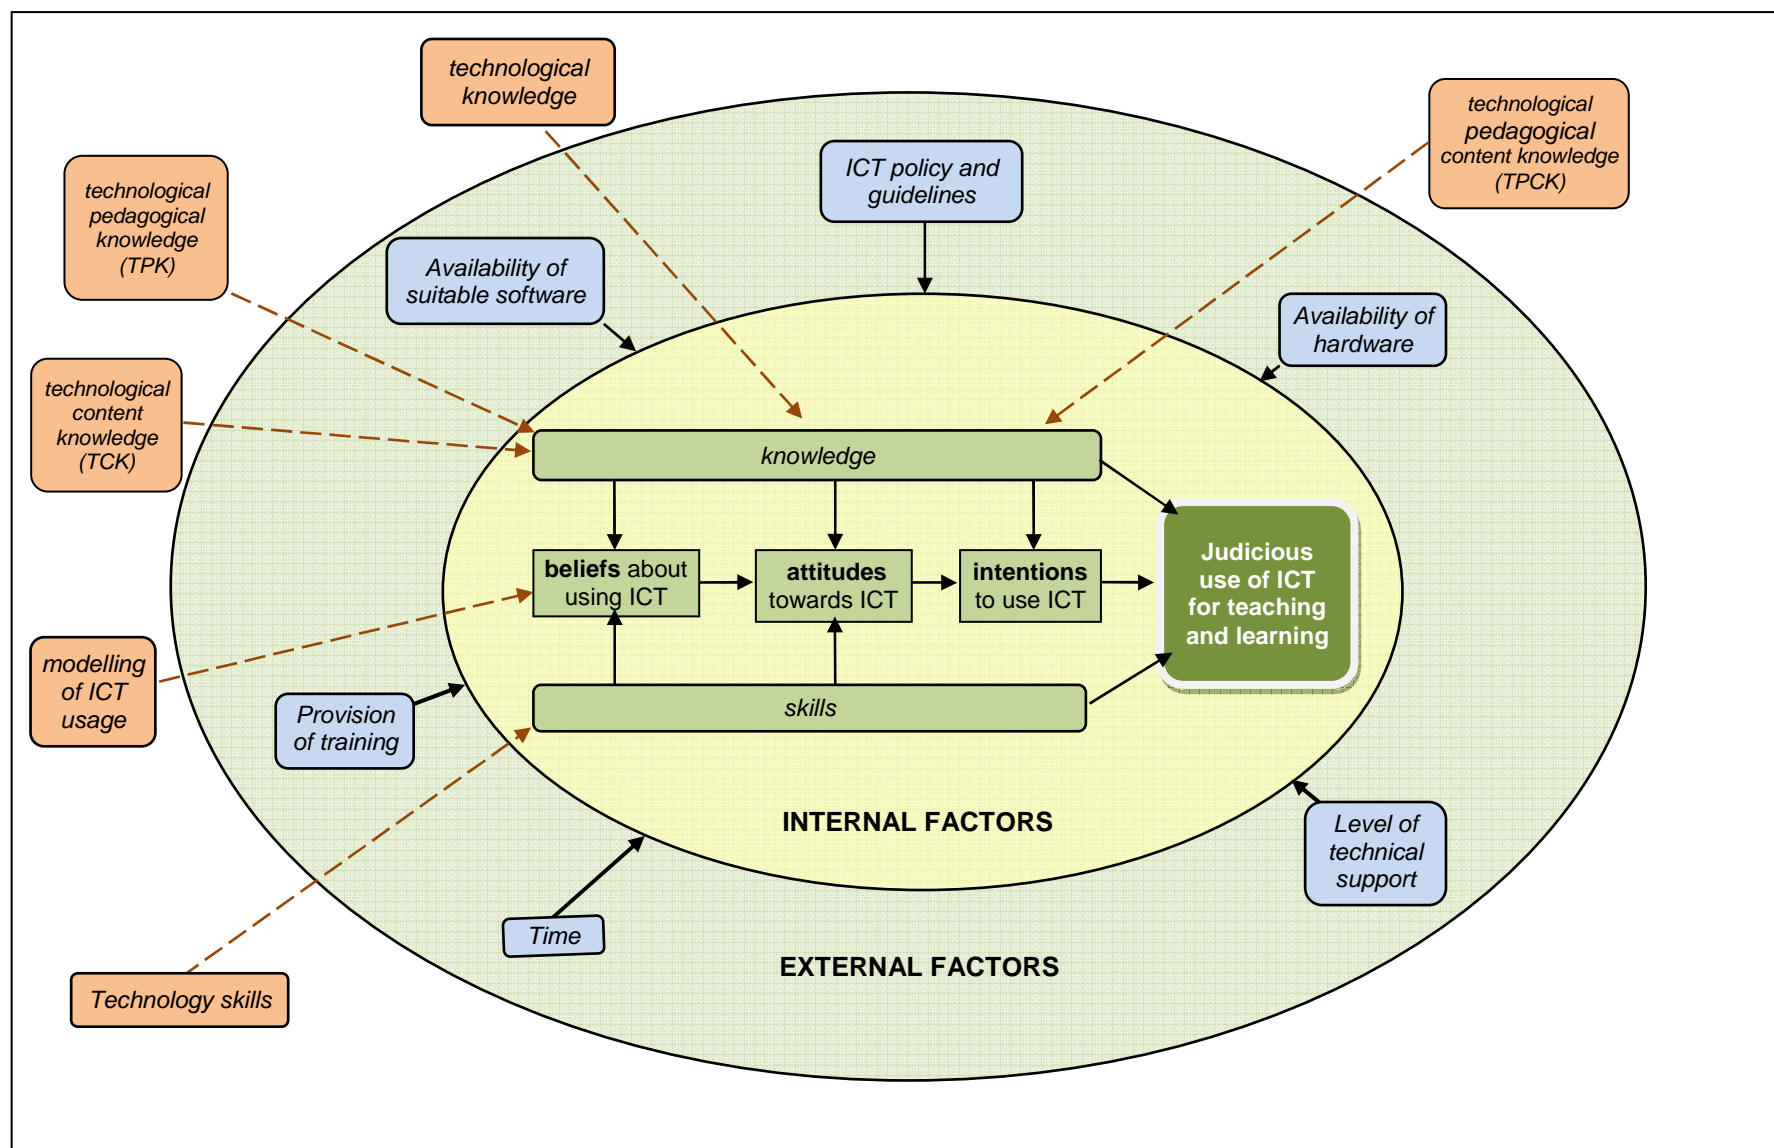 technological
knowledge
technological
pedagogical
content knowledge
(TPCK)
ICT policy and
guidelines
technological
pedagogical
knowledge
(TPK)
Availability of
suitable software
Availability of
hardware
technological
content
knowledge
(TCK)
knowledge
beliefs about
using ICT
attitudes
towards ICT
intentions
to use ICT
Judicious
use of ICT
for teaching
and learning
modelling
of ICT
usage
Provision
of training
skills
INTERNAL FACTORS
Level of
technical
support
Time
EXTERNAL FACTORS
Technology skills